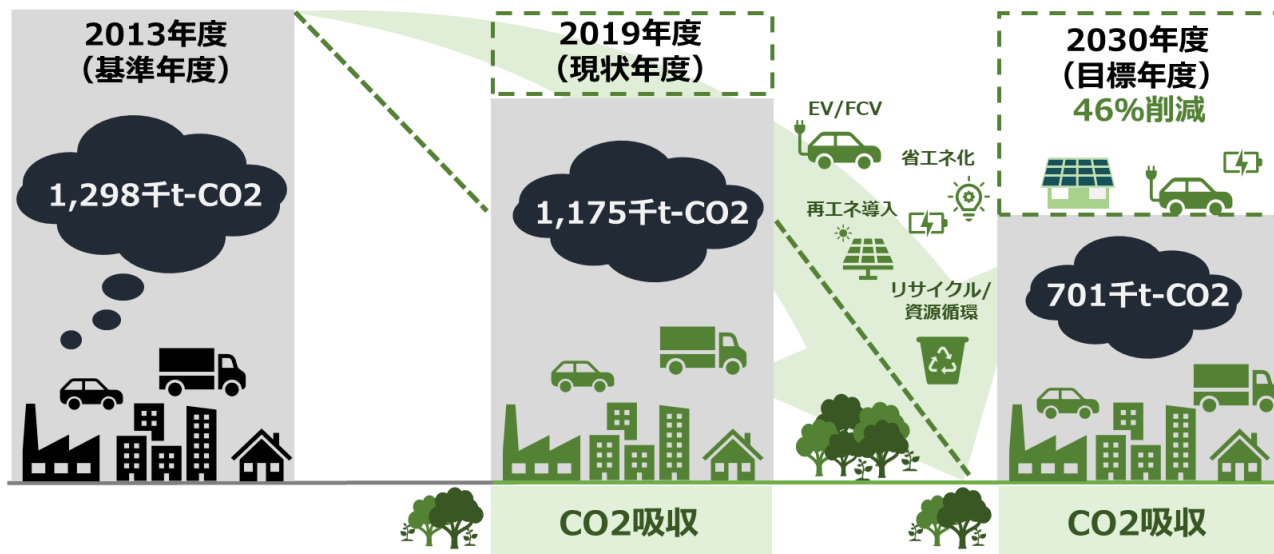 2013年度
（基準年度）
1,298千t-CO2
2019年度
（現状年度）
1,175千t-CO2
EV/FCV
省エネ化
再エネ導入
リサイクル/
資源循環
2030年度
（目標年度）
46%削減
701千t-CO2
CO2吸収
CO2吸収